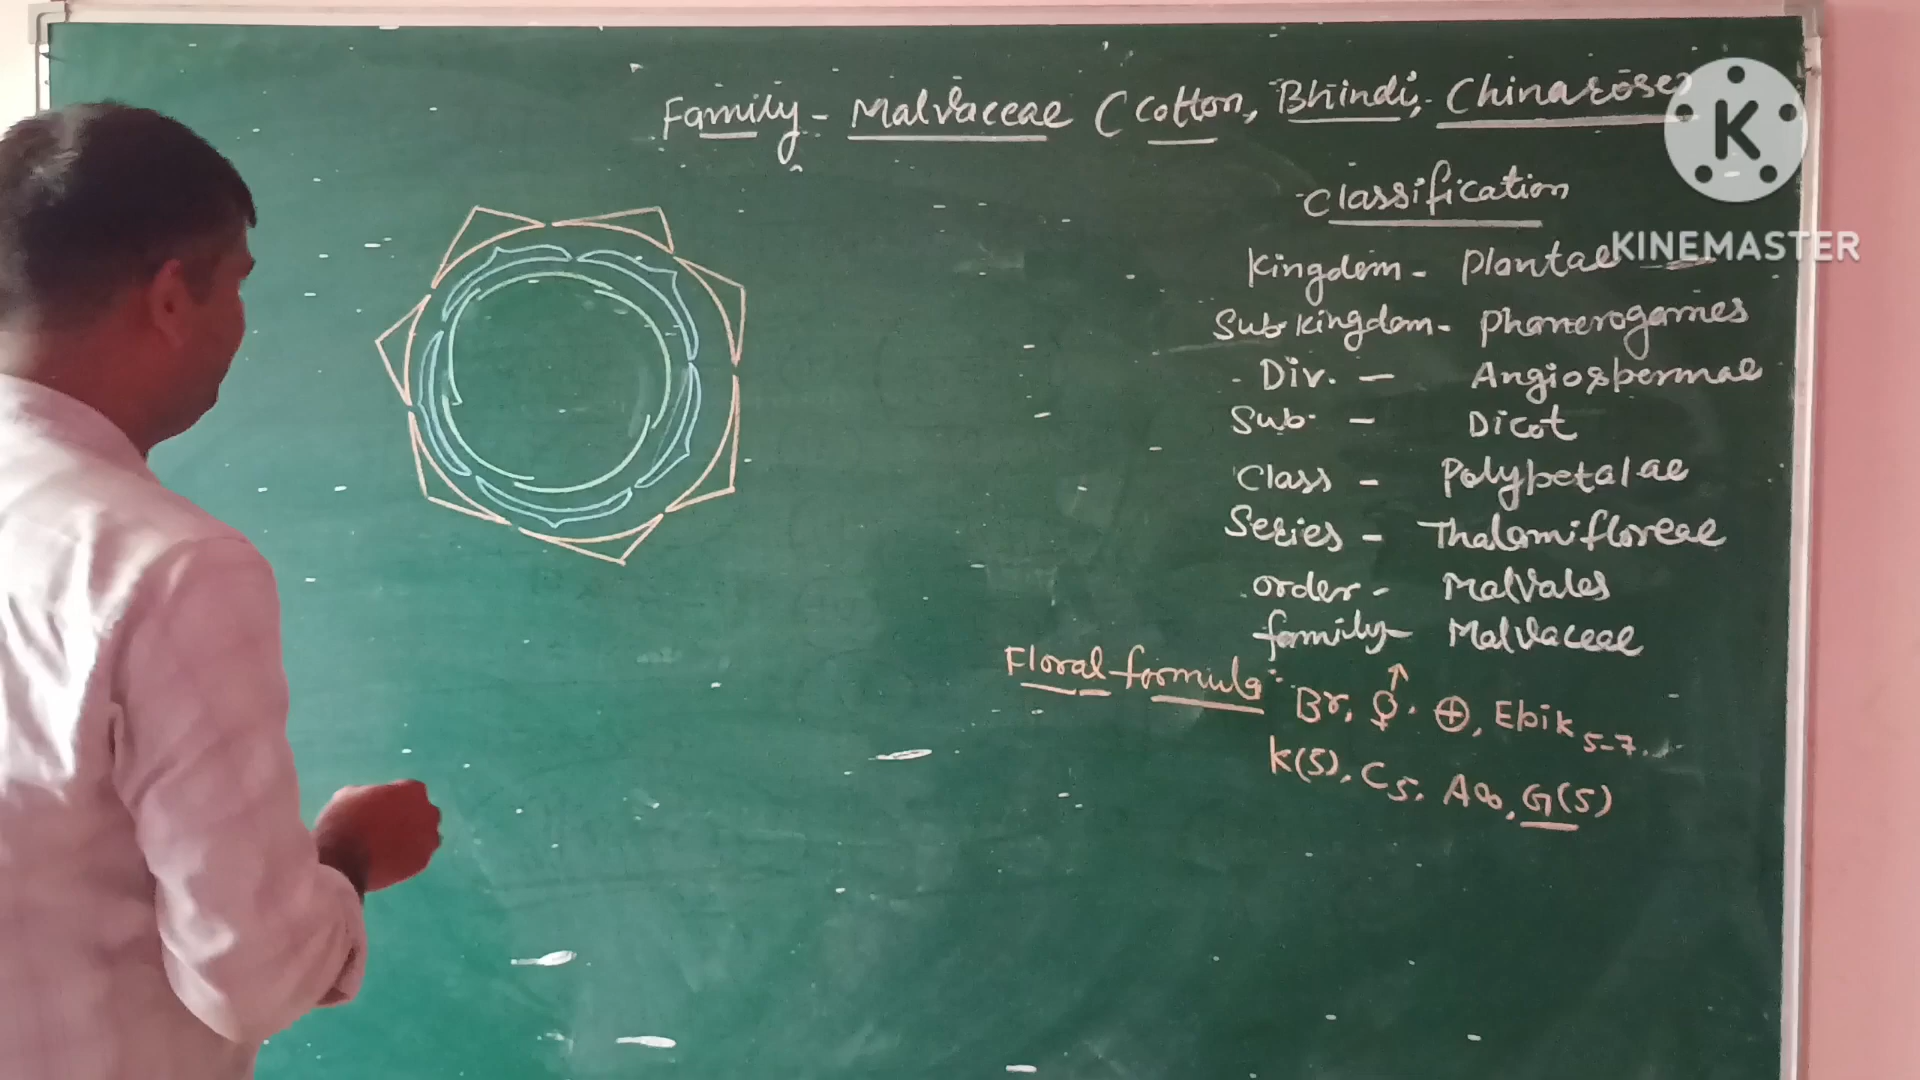 Family - Malvaceae (Cotton, Bhindi, Chinarose)
K
KINEMASTER
Classification
Kingdom - Plantae
Sub kingdom - Phanerogames
Div. - Angiospermae
Sub. - Dicot
Class - Polypetalae
Series - Thalamifloreae
order - Malvales
family - Malvaceae
Floral formula:- Br, ⚥, ⊕, Epik 5-7.
K(5), C5, A∞, G(5)